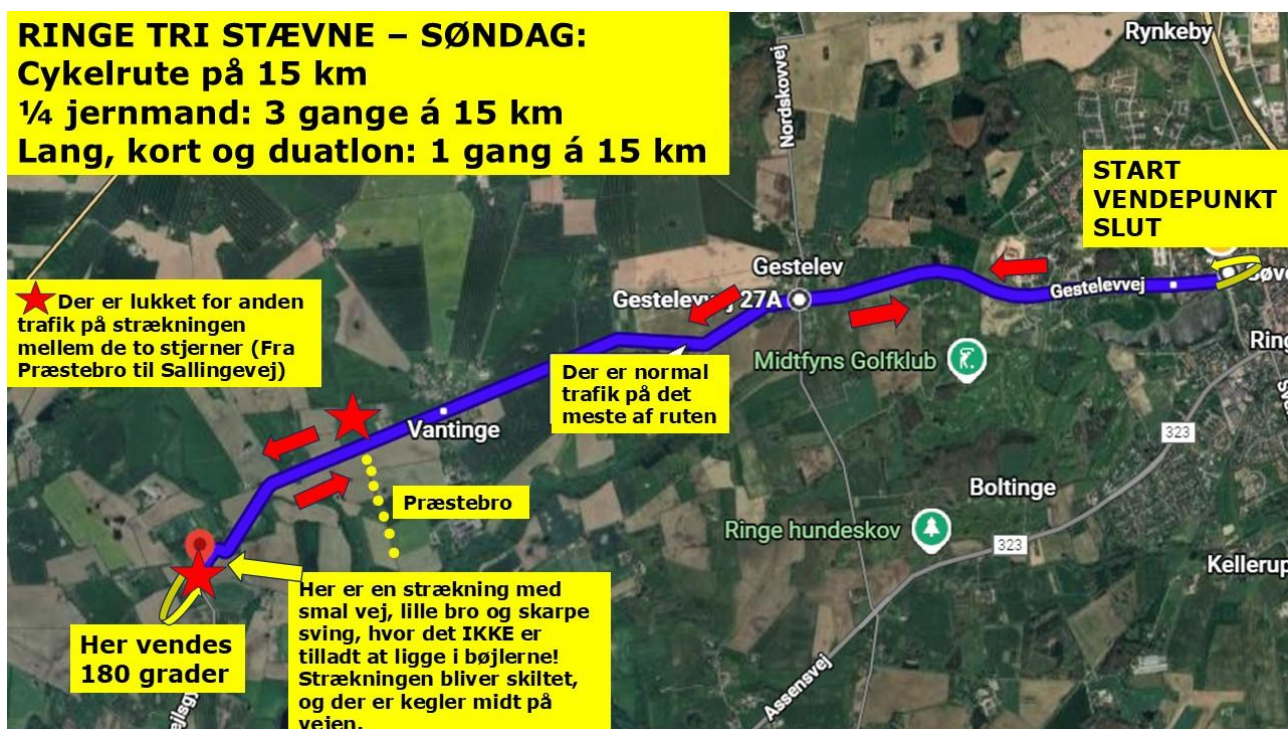 RINGE TRI STÆVNE – SØNDAG:
Cykelrute på 15 km
¼ jernmand: 3 gange á 15 km
Lang, kort og duatlon: 1 gang á 15 km
Rynkeby
Nordskovvej
START
VENDEPUNKT
SLUT
Gestelev
Gestelevvej
Gestelevvej 27A
Der er lukket for anden
trafik på strækningen
mellem de to stjerner (Fra
Præstebro til Sallingevej)
Midtfyns Golfklub
Der er normal
trafik på det
meste af ruten
Vantinge
323
Boltinge
Præstebro
Ringe hundeskov
323
Her er en strækning med
smal vej, lille bro og skarpe
sving, hvor det IKKE er
tilladt at ligge i bøjlerne!
Strækningen bliver skiltet,
og der er kegler midt på
vejen.
Her vendes
180 grader
Assensvej